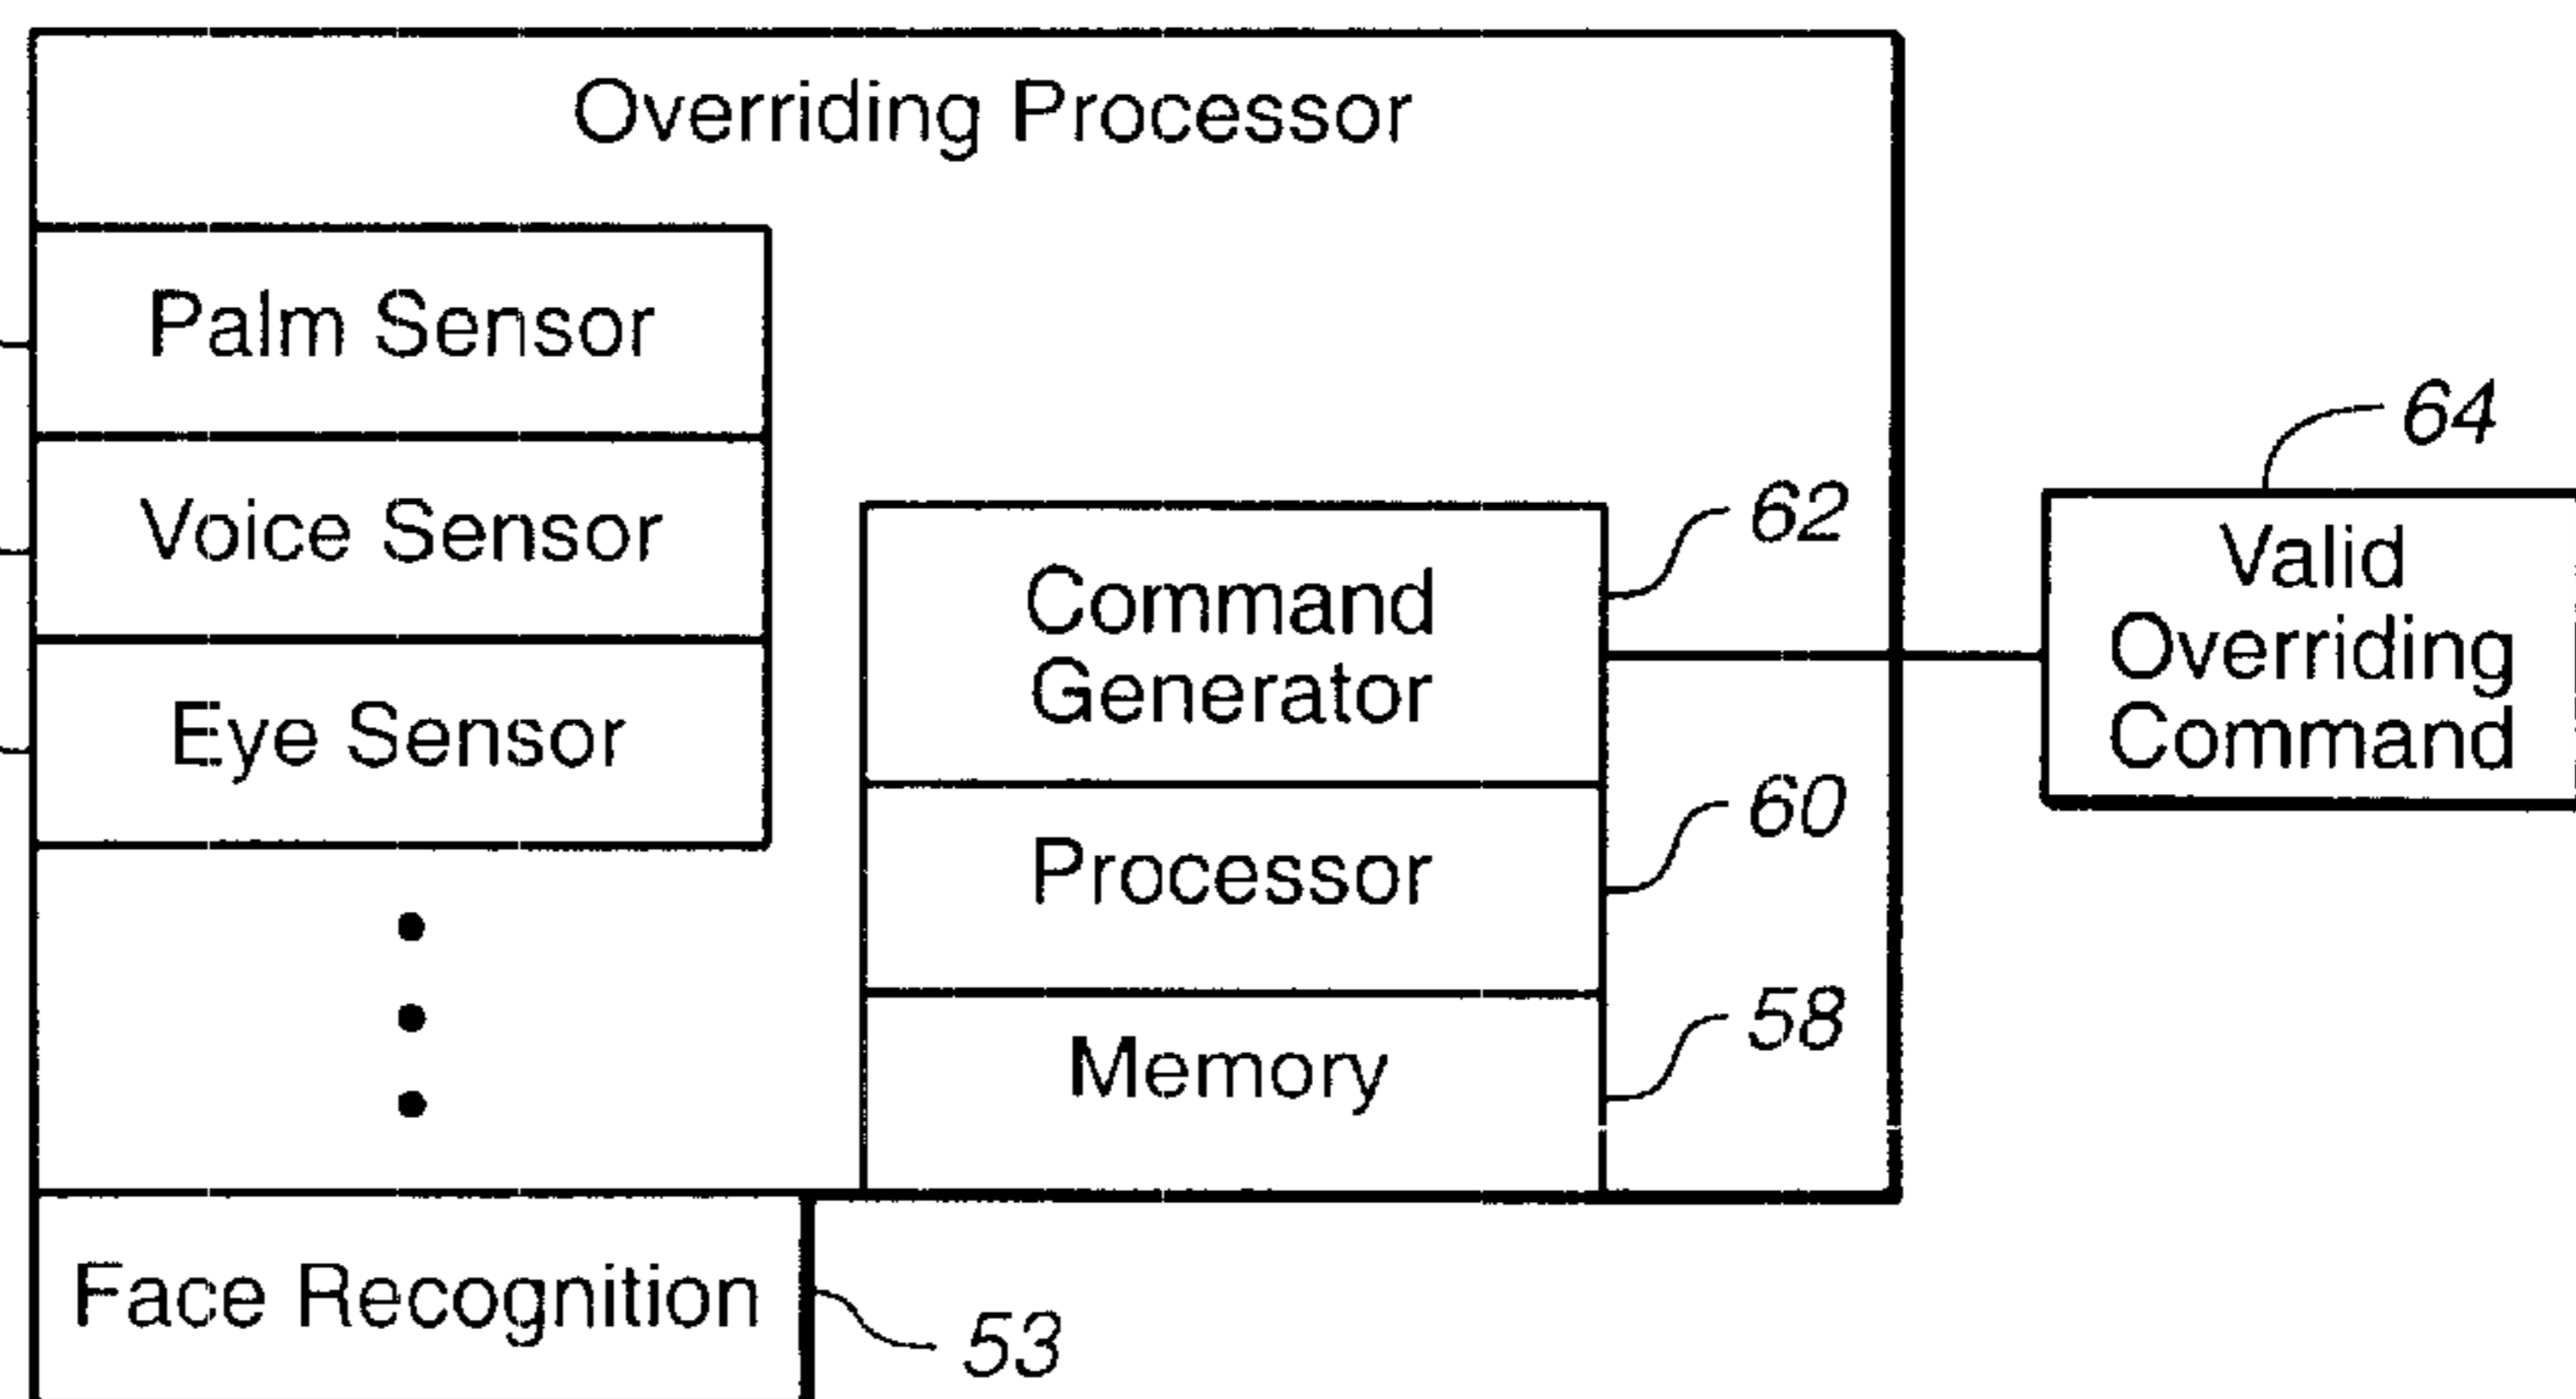 Overriding Processor
Palm Sensor
Voice Sensor
Eye Sensor
Face Recognition
53
Command
Generator
62
Processor
60
Memory
58
64
Valid
Overriding
Command